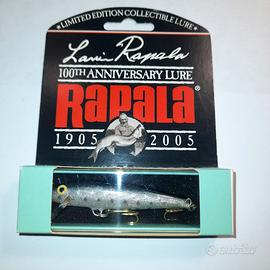 LIMITED EDITION COLLECTIBLE LURE
Lauri Rapala
100TH ANNIVERSARY LURE
RAPALA
1905 2005
subito